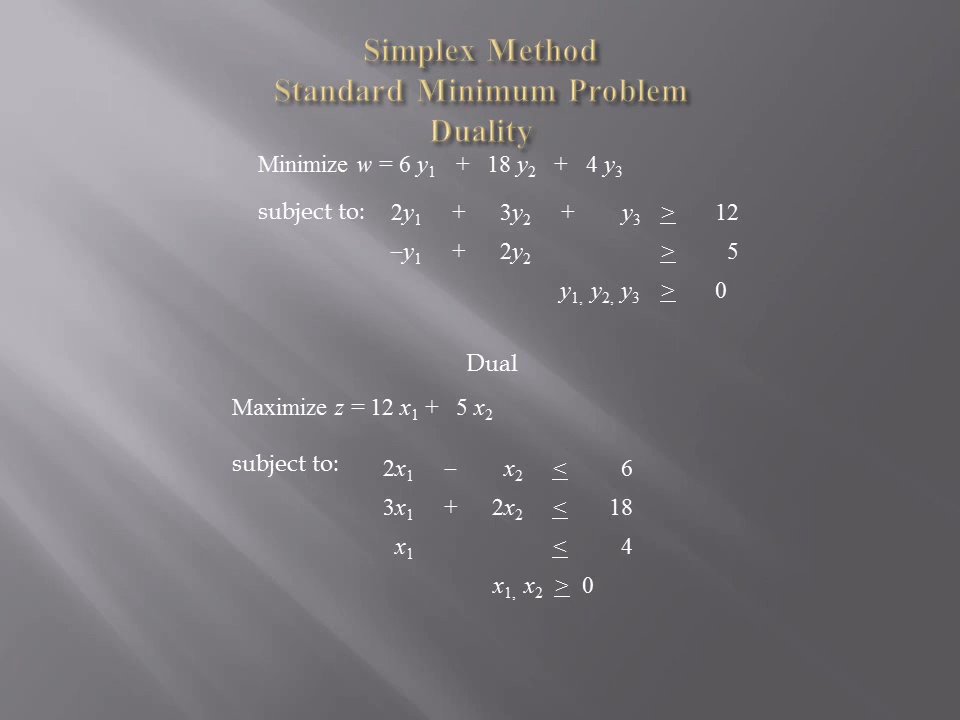 Simplex Method
Standard Minimum Problem
Duality
Minimize w = 6 y₁ + 18 y₂ + 4 y₃
subject to: 2y₁ + 3y₂ + y₃ ≥ 12
–y₁ + 2y₂ ≥ 5
y₁, y₂, y₃ ≥ 0
Dual
Maximize z = 12 x₁ + 5 x₂
subject to: 2x₁ – x₂ ≤ 6
3x₁ + 2x₂ ≤ 18
x₁ ≤ 4
x₁, x₂ ≥ 0